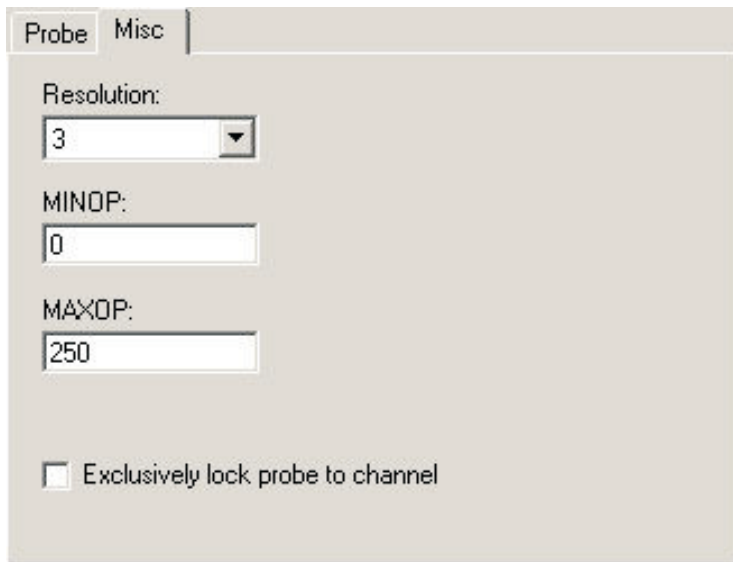 Probe Misc
Resolution:
3
MINOP:
0
MAXOP:
250
Exclusively lock probe to channel